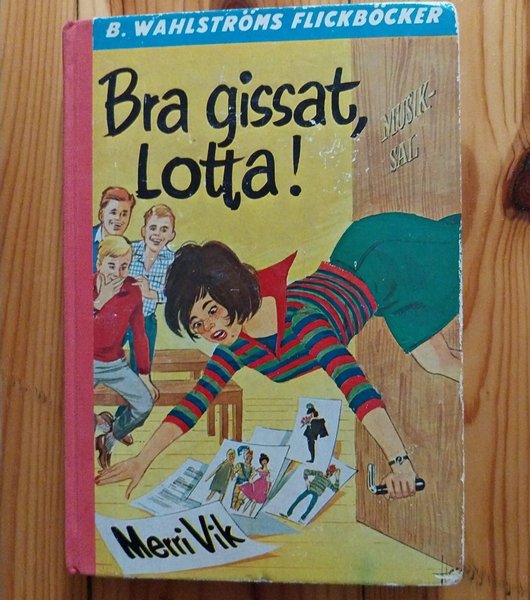 B. WAHLSTRÖMS FLICKBÖCKER
Bra gissat,
Lotta!
MUSIK-
SAL
Merri Vik